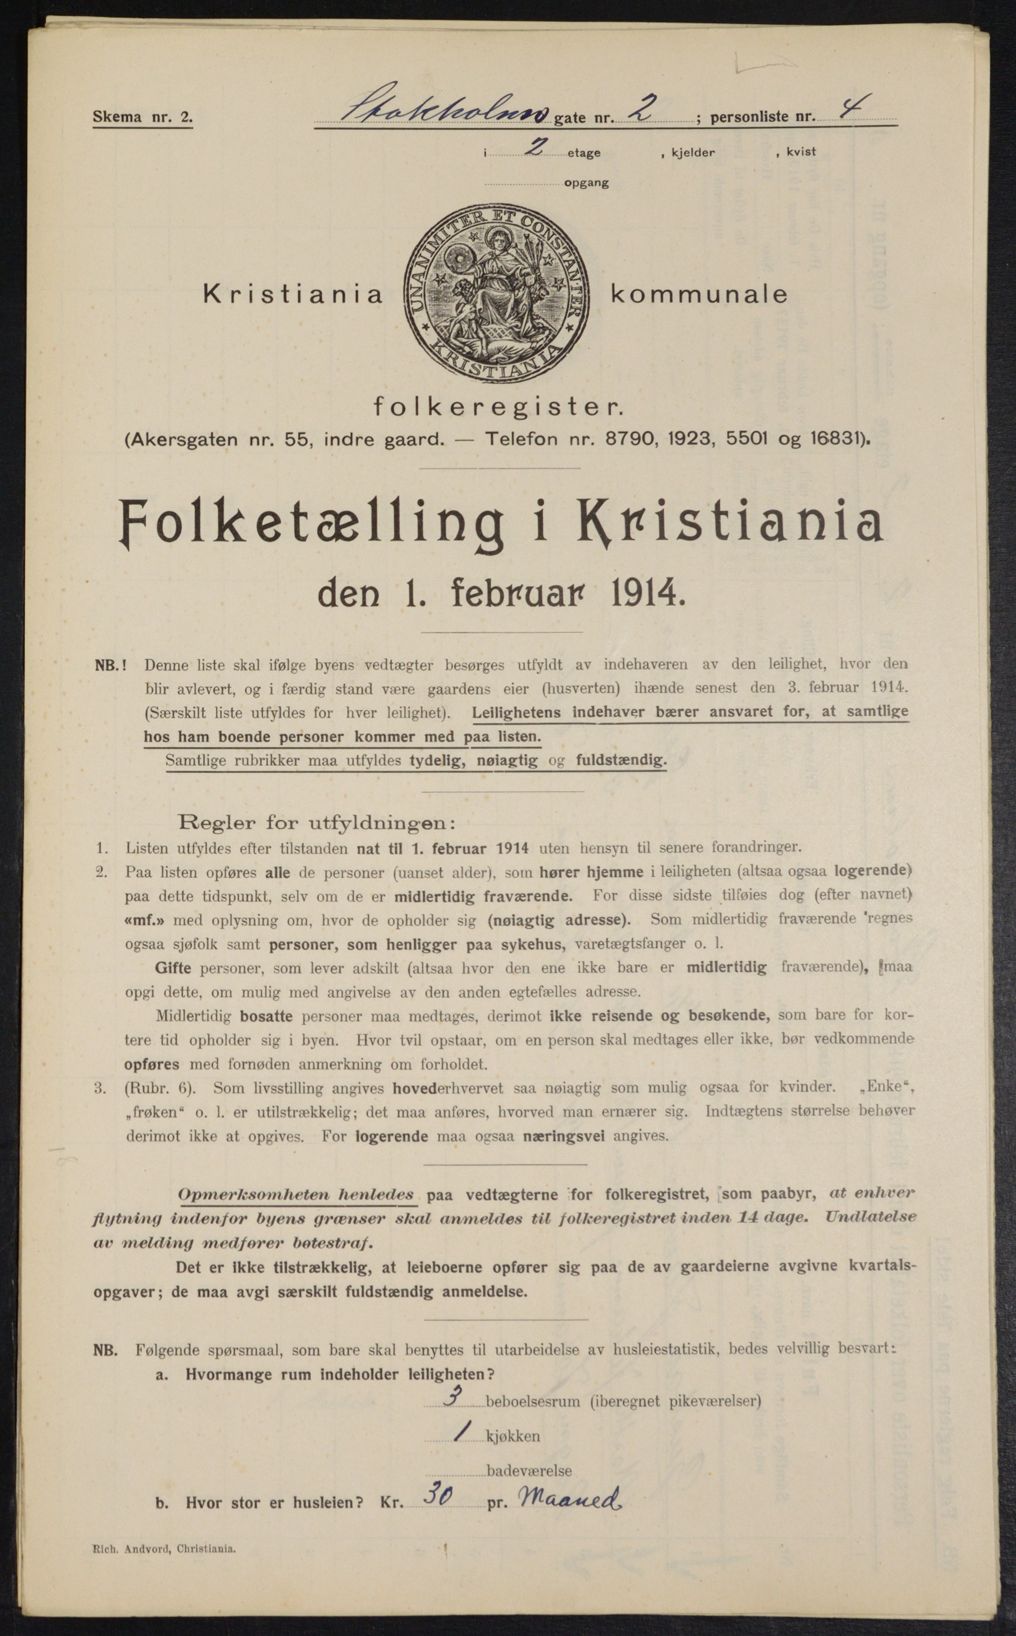 Skema nr. 2.
Stokholms gate nr. 2 ; personliste nr. 4
i 2 etage , kjelder , kvist
opgang
UNANIMITER ET CONSTANTER
KRISTIANIA
Kristiania kommunale
folkeregister.
(Akersgaten nr. 55, indre gaard. — Telefon nr. 8790, 1923, 5501 og 16831).
Folketælling i Kristiania
den 1. februar 1914.
NB.! Denne liste skal ifølge byens vedtægter besørges utfyldt av indehaveren av den leilighet, hvor den
blir avlevert, og i færdig stand være gaardens eier (husverten) ihænde senest den 3. februar 1914.
(Særskilt liste utfyldes for hver leilighet). Leilighetens indehaver bærer ansvaret for, at samtlige
hos ham boende personer kommer med paa listen.
Samtlige rubrikker maa utfyldes tydelig, nøiagtig og fuldstændig.
Regler for utfyldningen:
1. Listen utfyldes efter tilstanden nat til 1. februar 1914 uten hensyn til senere forandringer.
2. Paa listen opføres alle de personer (uanset alder), som hører hjemme i leiligheten (altsaa ogsaa logerende)
paa dette tidspunkt, selv om de er midlertidig fraværende. For disse sidste tilføies dog (efter navnet)
«mf.» med oplysning om, hvor de opholder sig (nøiagtig adresse). Som midlertidig fraværende regnes
ogsaa sjøfolk samt personer, som henligger paa sykehus, varetægtsfanger o. l.
Gifte personer, som lever adskilt (altsaa hvor den ene ikke bare er midlertidig fraværende), maa
opgi dette, om mulig med angivelse av den anden egtefælles adresse.
Midlertidig bosatte personer maa medtages, derimot ikke reisende og besøkende, som bare for kor-
tere tid opholder sig i byen. Hvor tvil opstaar, om en person skal medtages eller ikke, bør vedkommende
opføres med fornøden anmerkning om forholdet.
3. (Rubr. 6). Som livsstilling angives hovederhvervet saa nøiagtig som mulig ogsaa for kvinder. „Enke“,
„frøken“ o. l. er utilstrækkelig; det maa anføres, hvorved man ernærer sig. Indtægtens størrelse behøver
derimot ikke at opgives. For logerende maa ogsaa næringsvei angives.
Opmerksomheten henledes paa vedtægterne for folkeregistret, som paabyr, at enhver
flytning indenfor byens grænser skal anmeldes til folkeregistret inden 14 dage. Undlatelse
av melding medfører bøtestraf.
Det er ikke tilstrækkelig, at leieboerne opfører sig paa de av gaardeierne avgivne kvartals-
opgaver; de maa avgi særskilt fuldstændig anmeldelse.
NB. Følgende spørsmaal, som bare skal benyttes til utarbeidelse av husleiestatistik, bedes velvillig besvart:
a. Hvormange rum indeholder leiligheten?
3 beboelsesrum (iberegnet pikeværelser)
1 kjøkken
badeværelse
b. Hvor stor er husleien? Kr. 30 pr. Maaned
Rich. Andvord, Christiania.